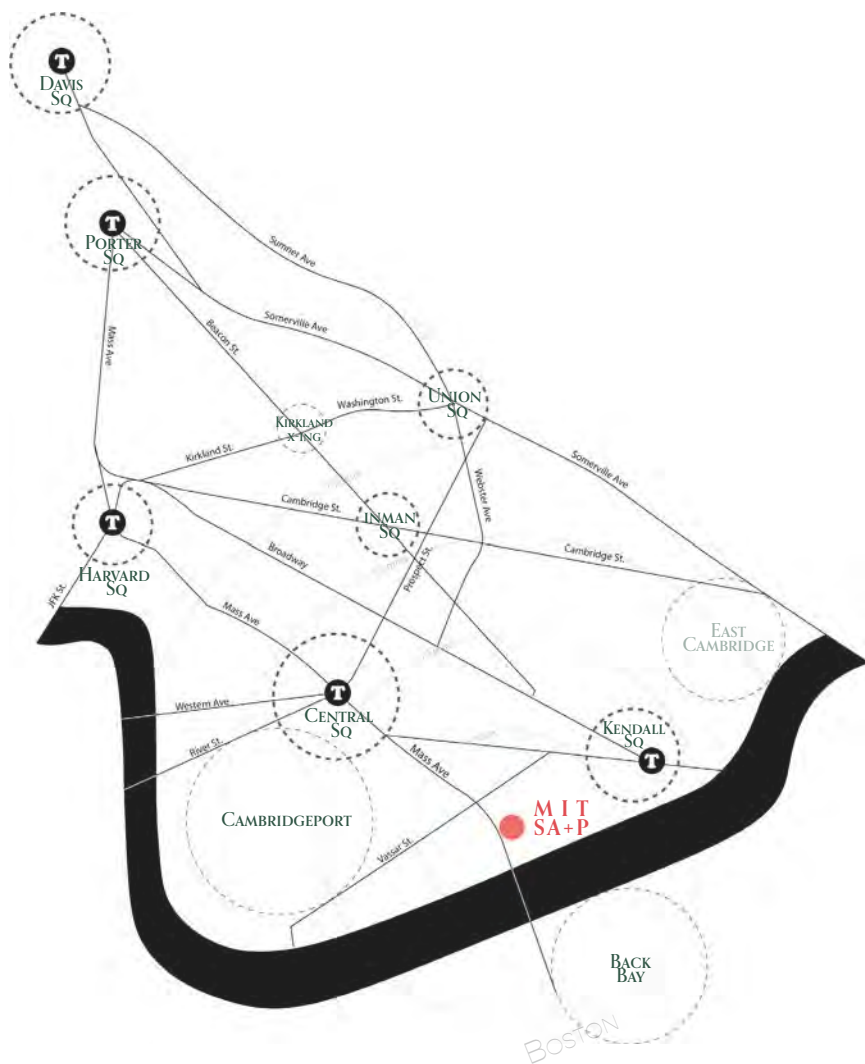 T
DAVIS
SQ
T
PORTER
SQ
Sumner Ave
Mass Ave
Beacon St.
Somerville Ave
Washington St.
UNION
SQ
KIRKLAND
X-ING
Kirkland St.
Somerville Ave
Webster Ave
Cambridge St.
INMAN
SQ
T
HARVARD
SQ
Broadway
Prospect St.
Cambridge St.
JFK St.
Mass Ave
EAST
CAMBRIDGE
T
CENTRAL
SQ
Western Ave.
River St.
KENDALL
SQ
T
Mass Ave
CAMBRIDGEPORT
MIT
SA+P
Vassar St.
BACK
BAY
BOSTON